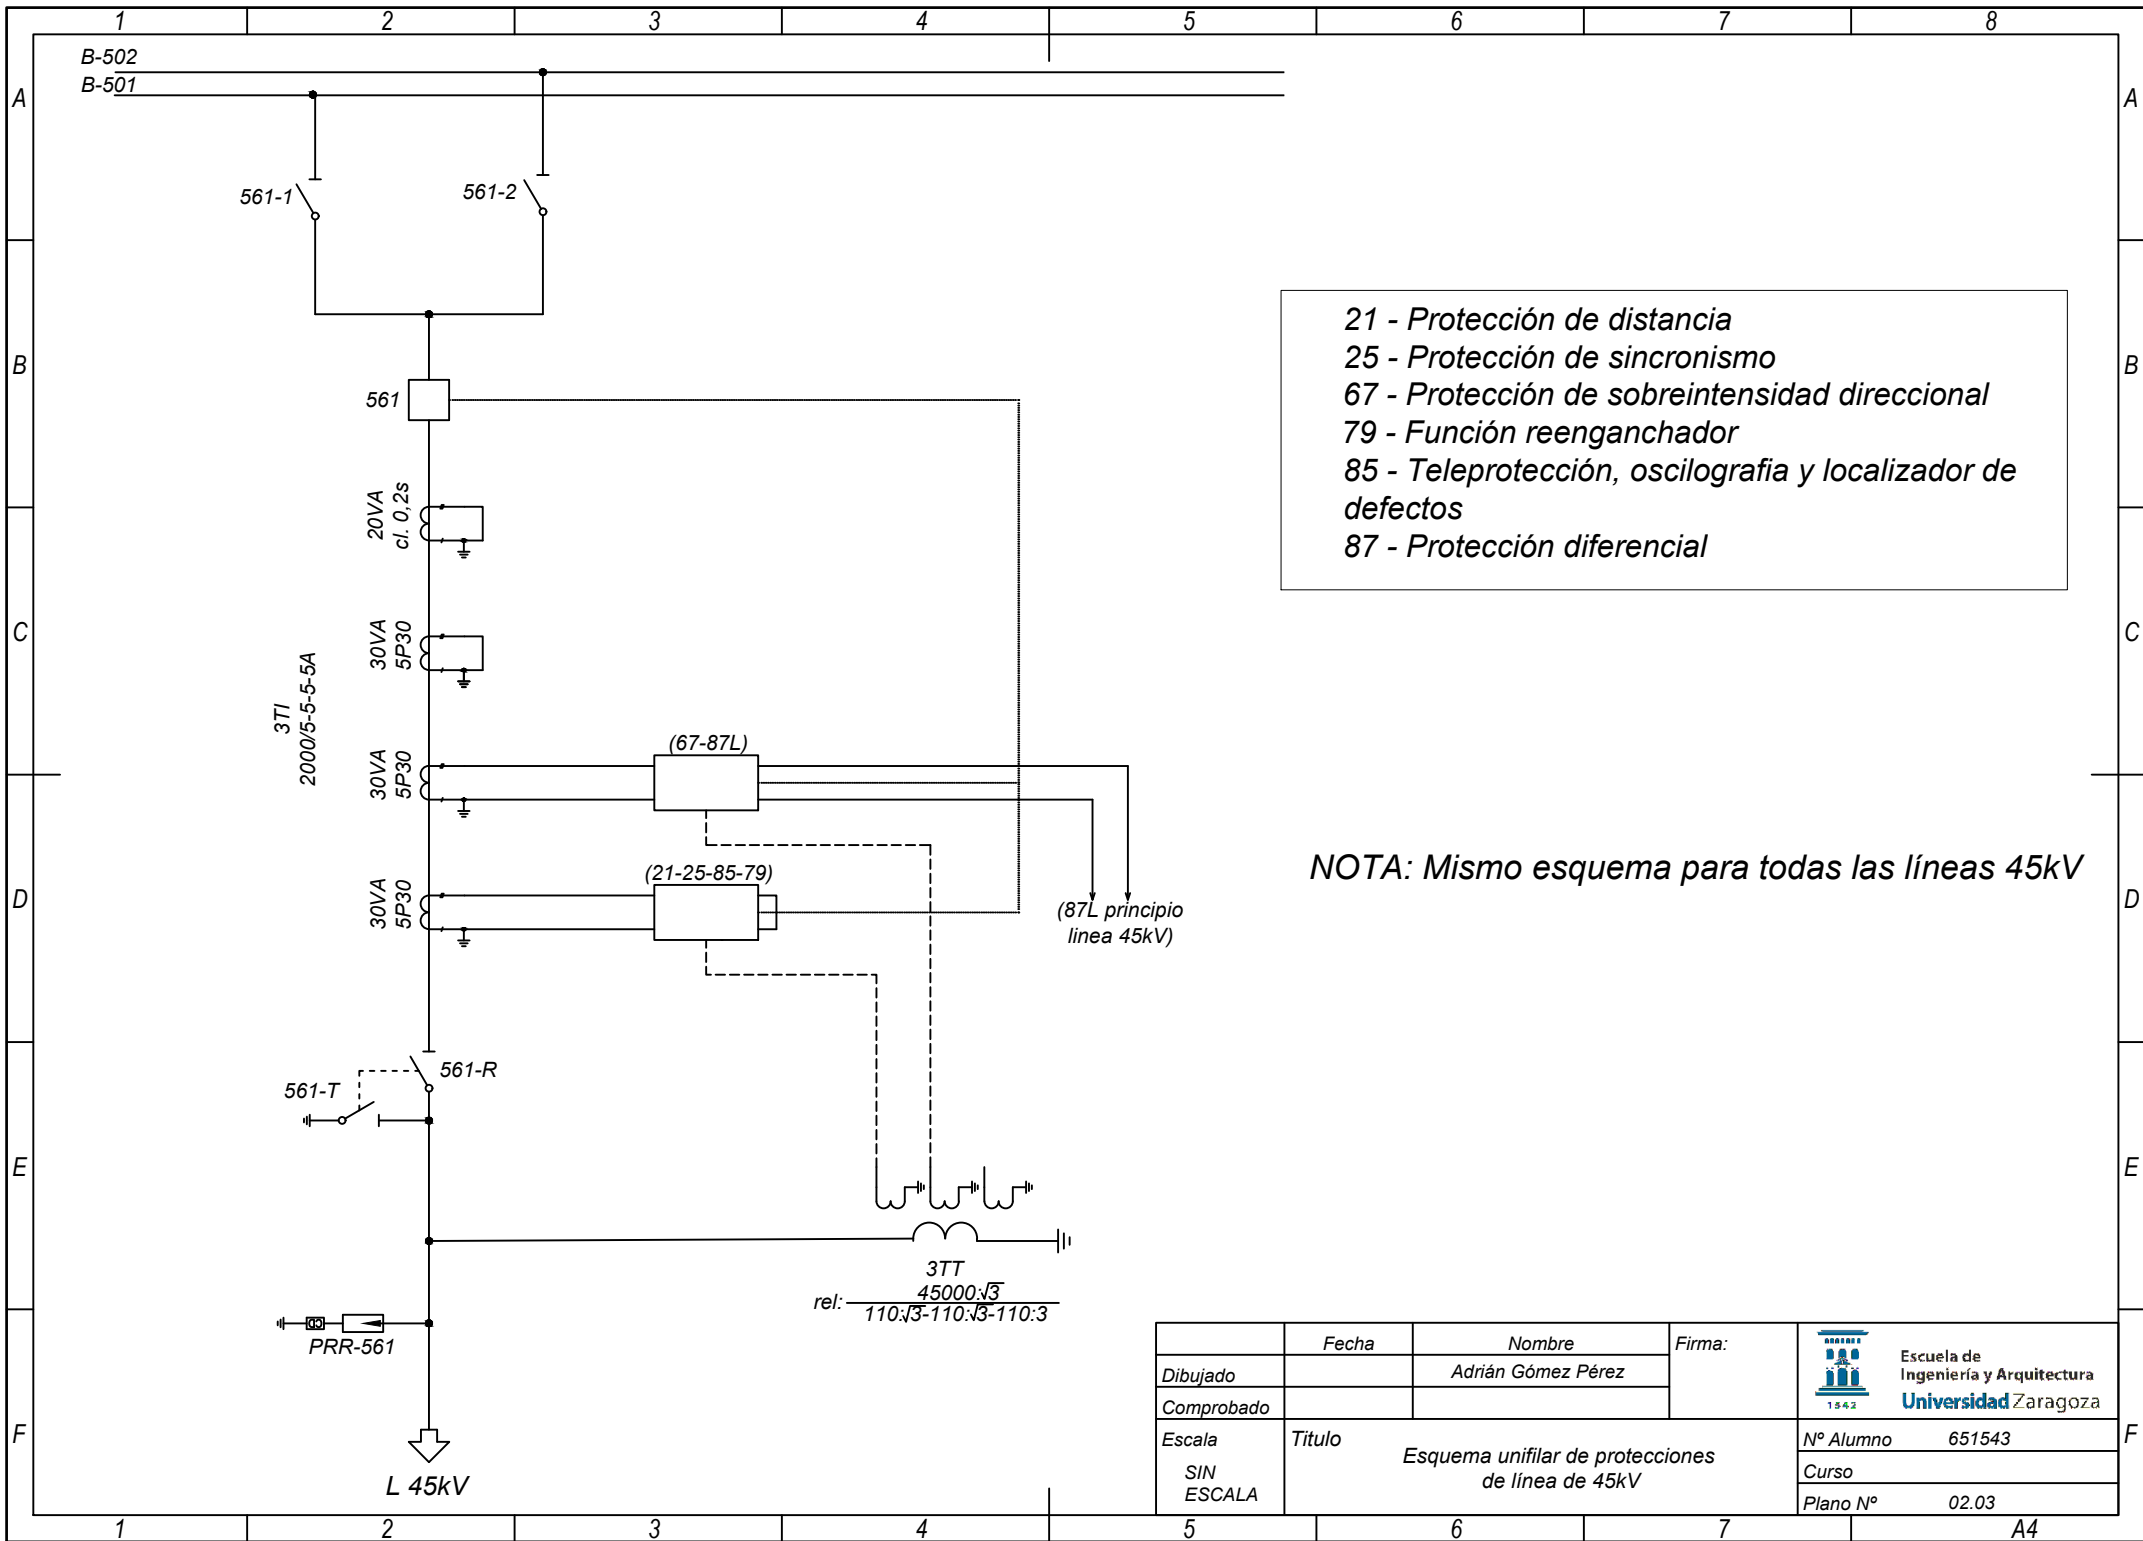 1 2 3 4 5 6 7 8
A A
B B
C C
D D
E E
F F
B-502
B-501
561-1
561-2
561
20VA
cl. 0,2s
30VA
5P30
3TI
2000/5-5-5-5A
30VA
5P30
(67-87L)
30VA
5P30
(21-25-85-79)
(87L principio
linea 45kV)
561-R
561-T
3TT
rel: 45000:√3
110:√3-110:√3-110:3
PRR-561
L 45kV
21 - Protección de distancia
25 - Protección de sincronismo
67 - Protección de sobreintensidad direccional
79 - Función reenganchador
85 - Teleprotección, oscilografia y localizador de
defectos
87 - Protección diferencial
NOTA: Mismo esquema para todas las líneas 45kV
Fecha Nombre Firma:
Dibujado Adrián Gómez Pérez
Comprobado
Escala
SIN
ESCALA
Titulo
Esquema unifilar de protecciones
de línea de 45kV
1542
Escuela de
Ingeniería y Arquitectura
Universidad Zaragoza
Nº Alumno 651543
Curso
Plano Nº 02.03
1 2 3 4 5 6 7 A4